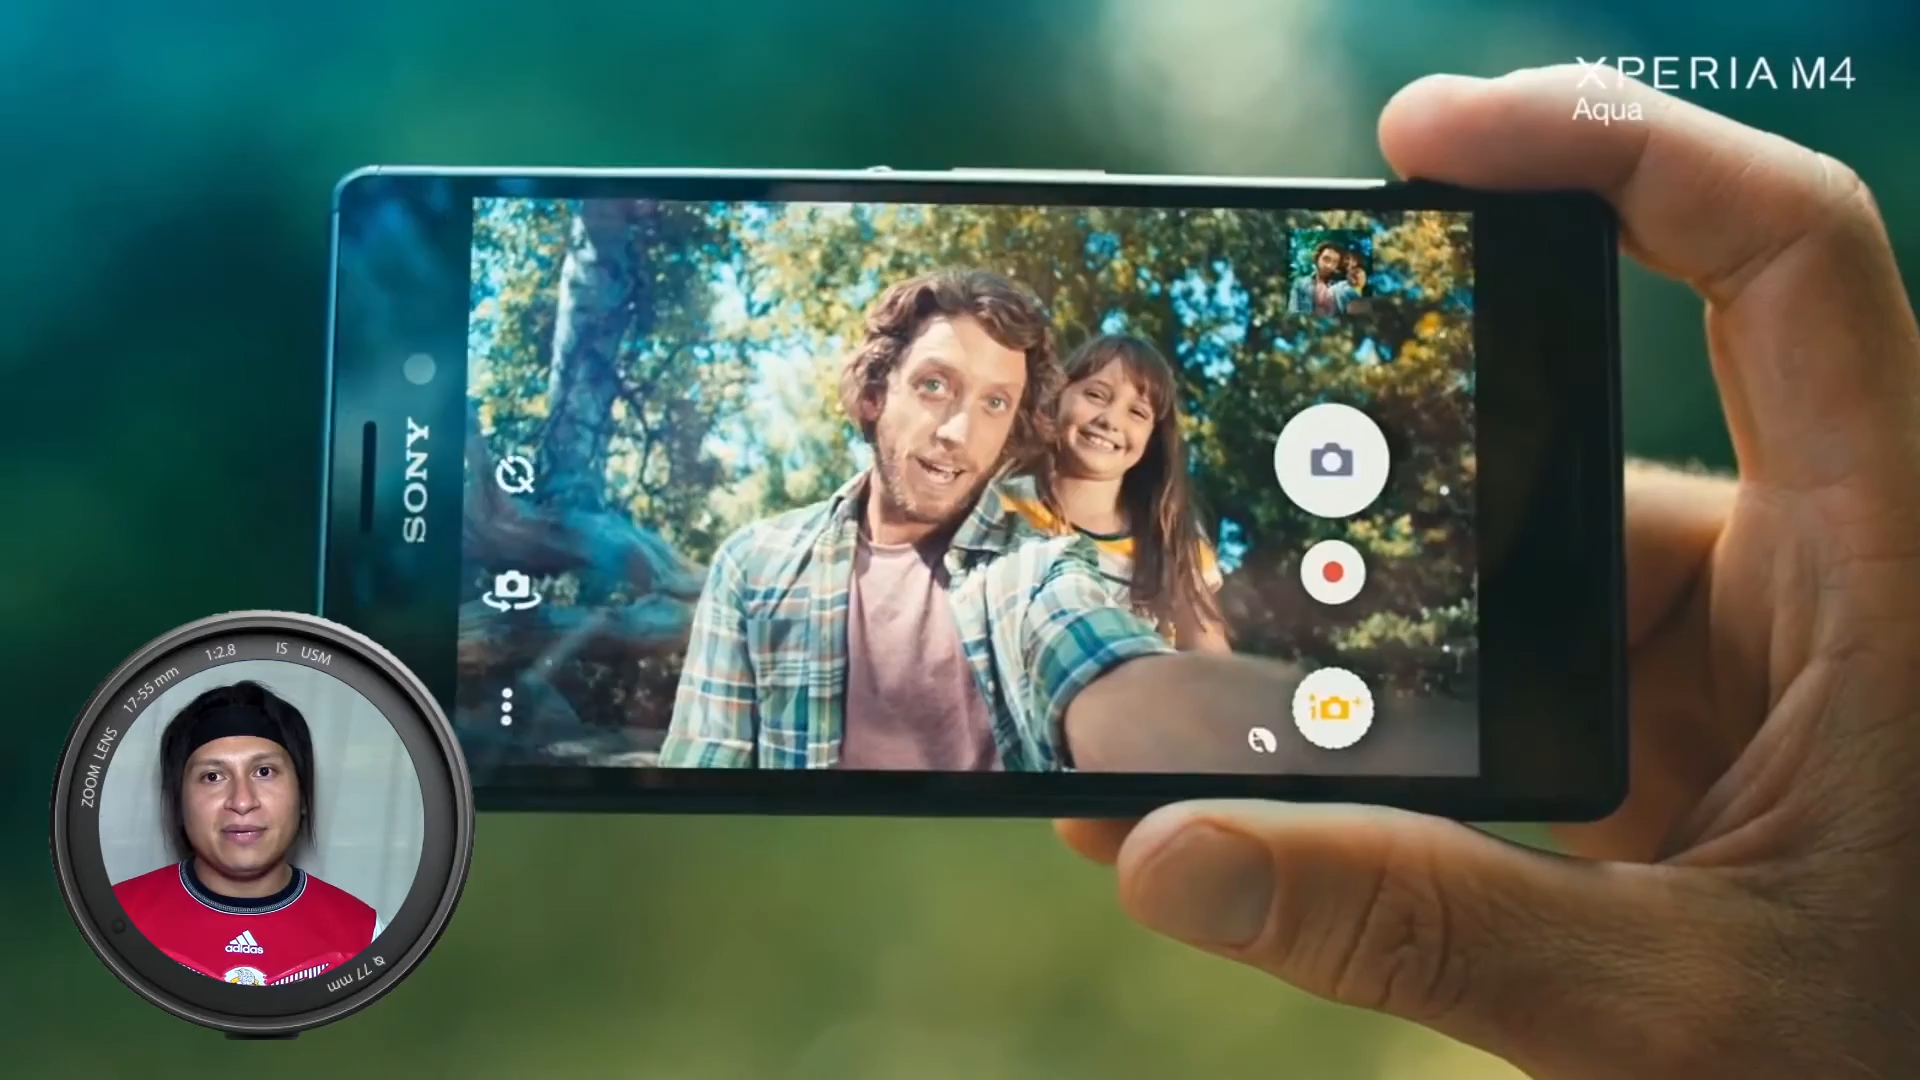 XPERIA M4
Aqua
SONY
ZOOM LENS 17-55 mm 1:2.8 IS USM
adidas
Ø 77 mm